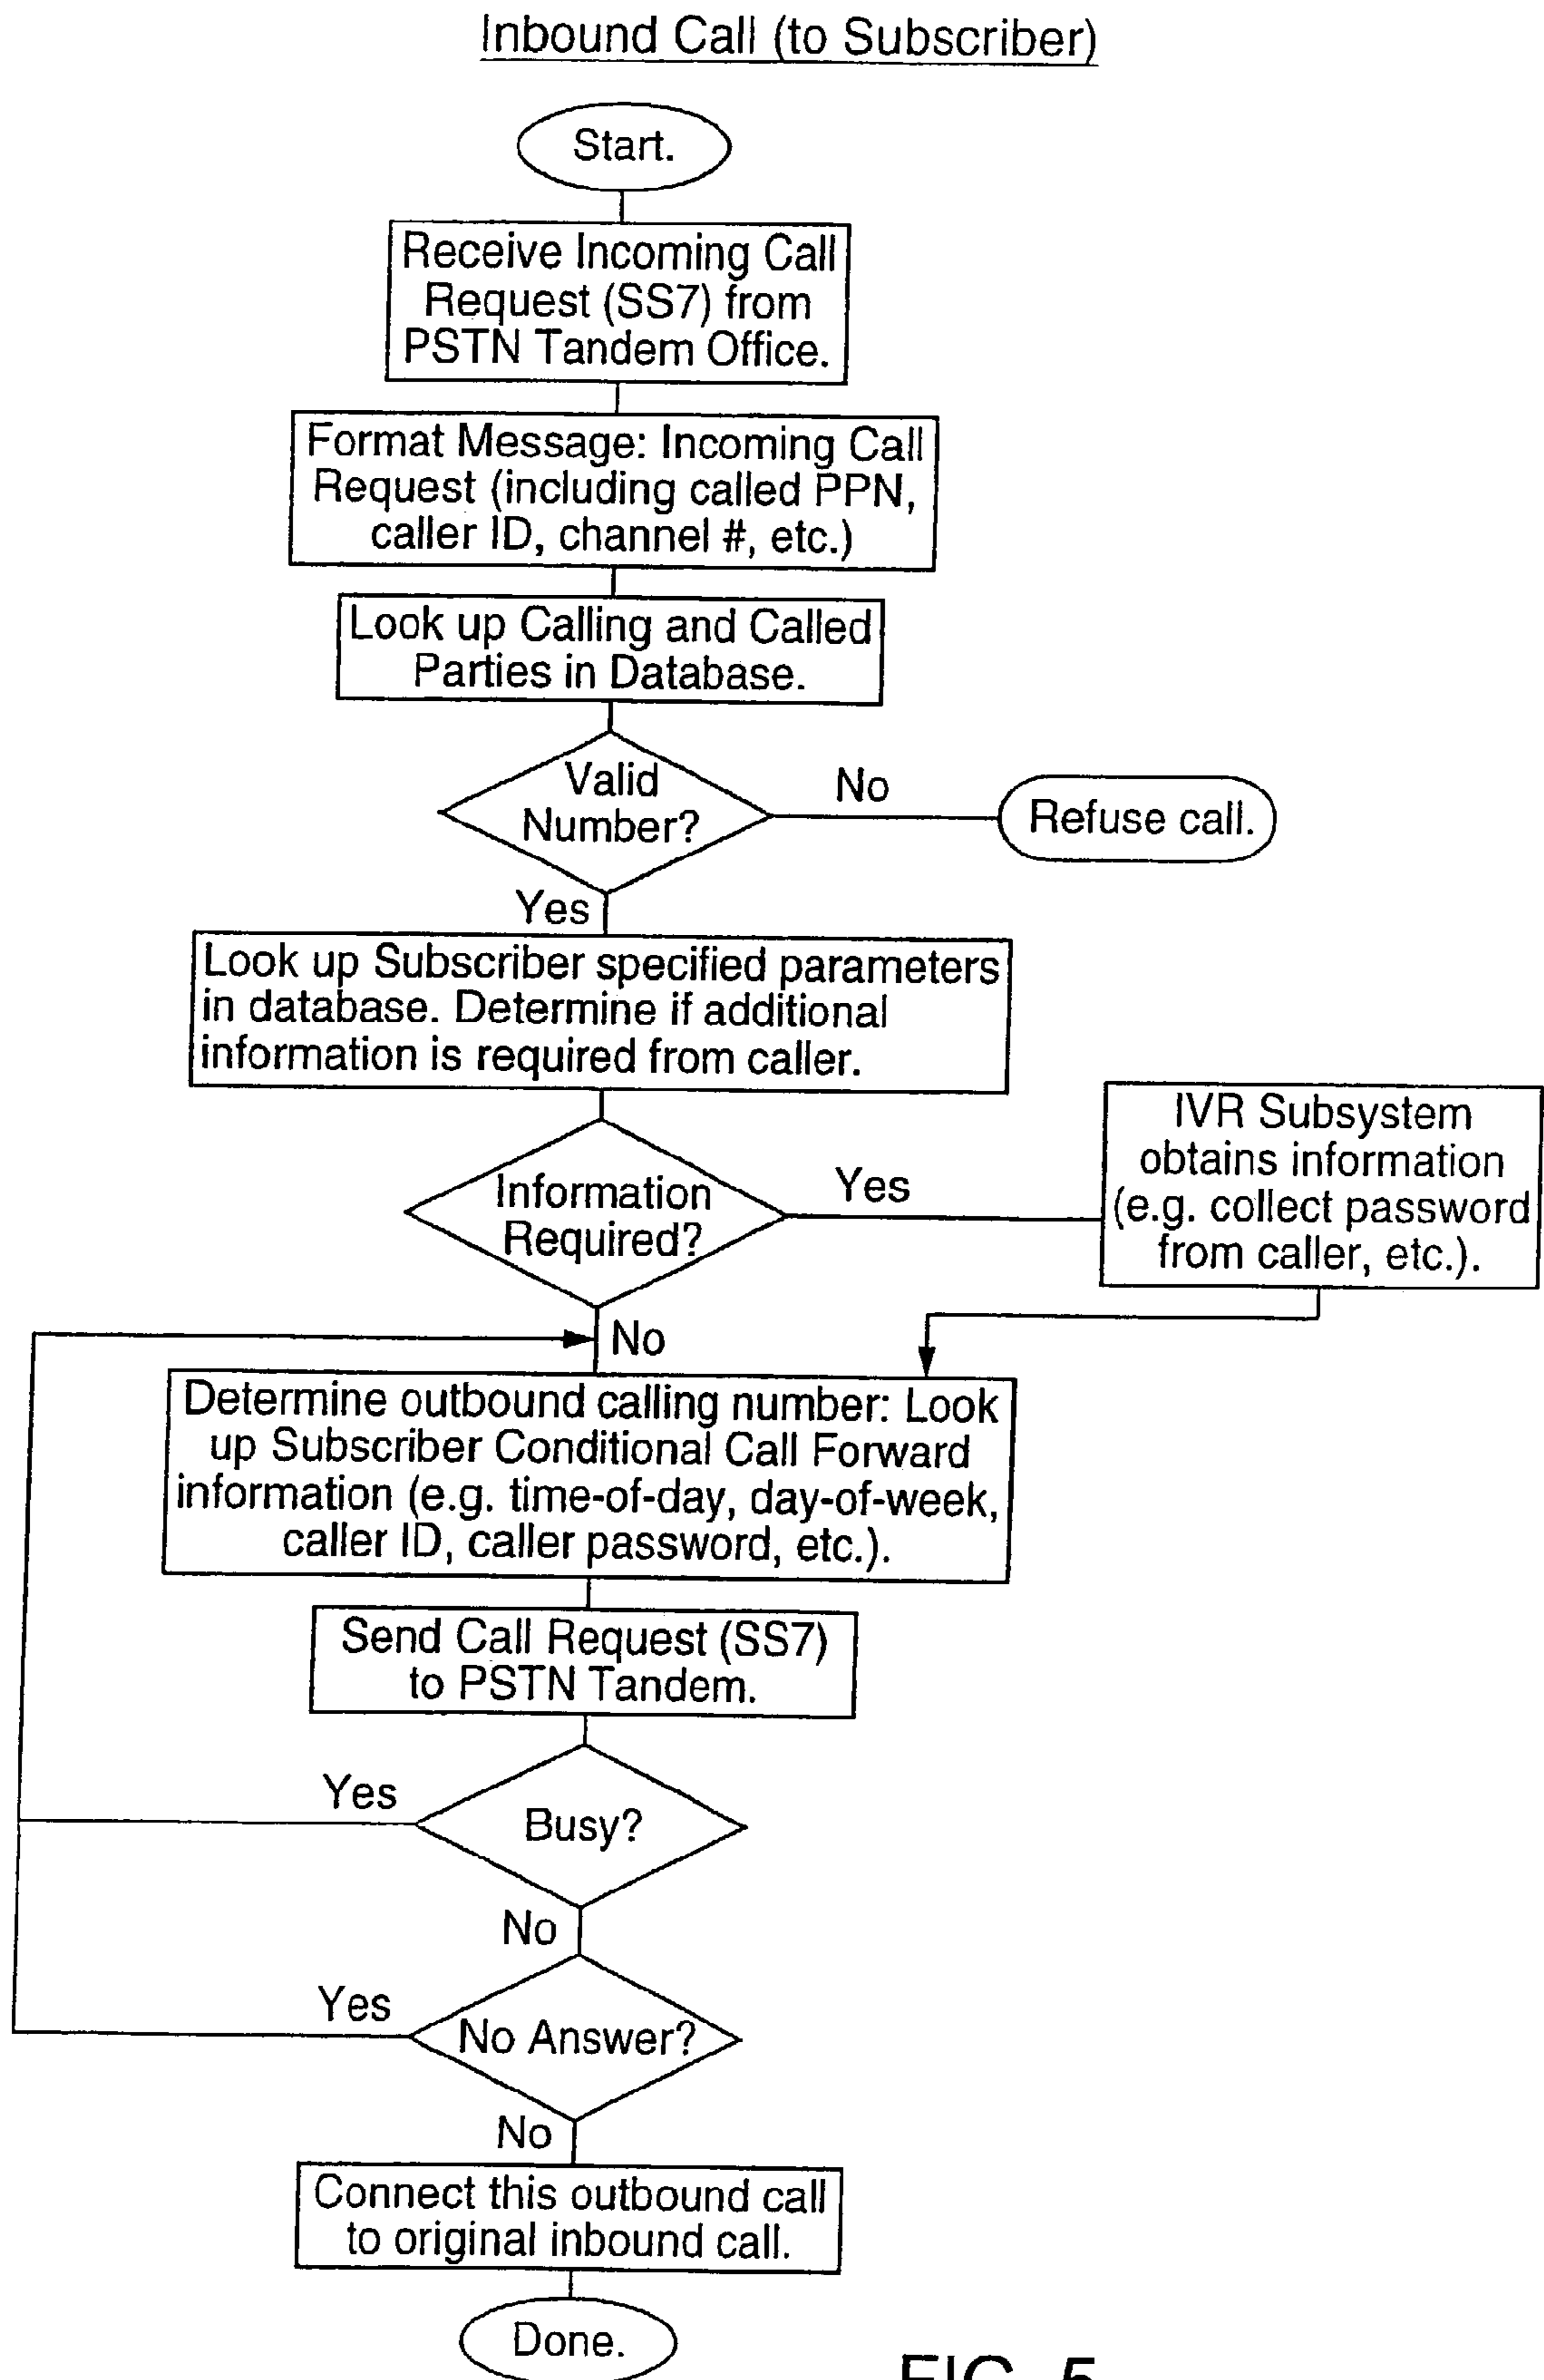 Inbound Call (to Subscriber)
Start.
Receive Incoming Call
Request (SS7) from
PSTN Tandem Office.
Format Message: Incoming Call
Request (including called PPN,
caller ID, channel #, etc.)
Look up Calling and Called
Parties in Database.
Valid
Number?
No
Refuse call.
Yes
Look up Subscriber specified parameters
in database. Determine if additional
information is required from caller.
Information
Required?
Yes
IVR Subsystem
obtains information
(e.g. collect password
from caller, etc.).
No
Determine outbound calling number: Look
up Subscriber Conditional Call Forward
information (e.g. time-of-day, day-of-week,
caller ID, caller password, etc.).
Send Call Request (SS7)
to PSTN Tandem.
Yes
Busy?
No
Yes
No Answer?
No
Connect this outbound call
to original inbound call.
Done.
FIG. 5